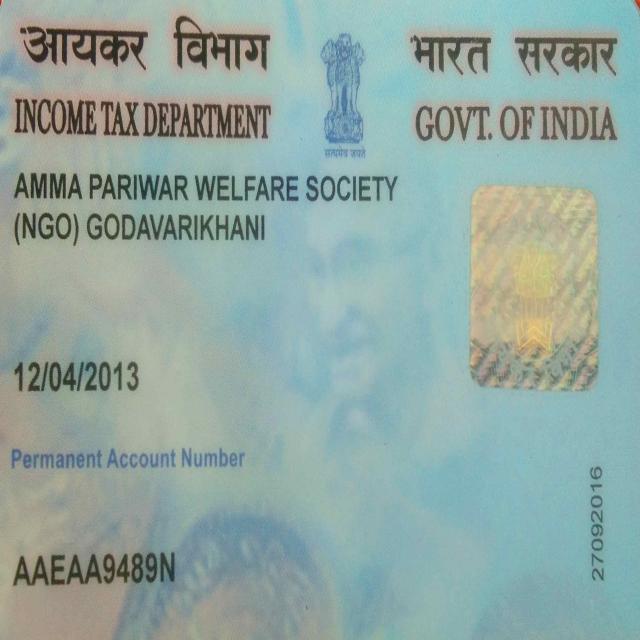 आयकर विभाग
INCOME TAX DEPARTMENT
सत्यमेव जयते
भारत सरकार
GOVT. OF INDIA
AMMA PARIWAR WELFARE SOCIETY
(NGO) GODAVARIKHANI
12/04/2013
Permanent Account Number
AAEAA9489N
27092016